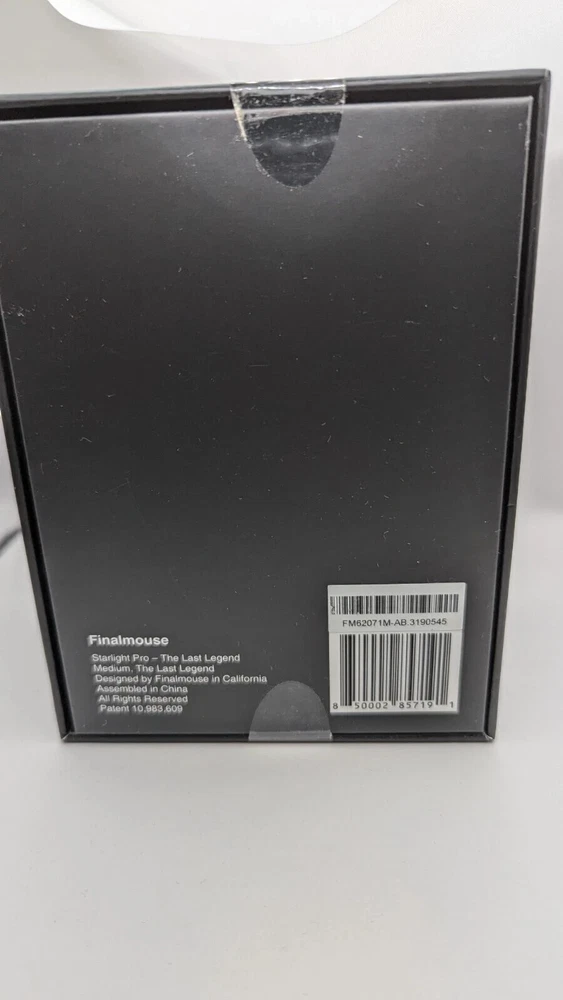 Finalmouse
Starlight Pro – The Last Legend
Medium. The Last Legend
Designed by Finalmouse in California
Assembled in China
All Rights Reserved
Patent 10,983,609
FM62071M-AB.3190545
8 50002 85719 1